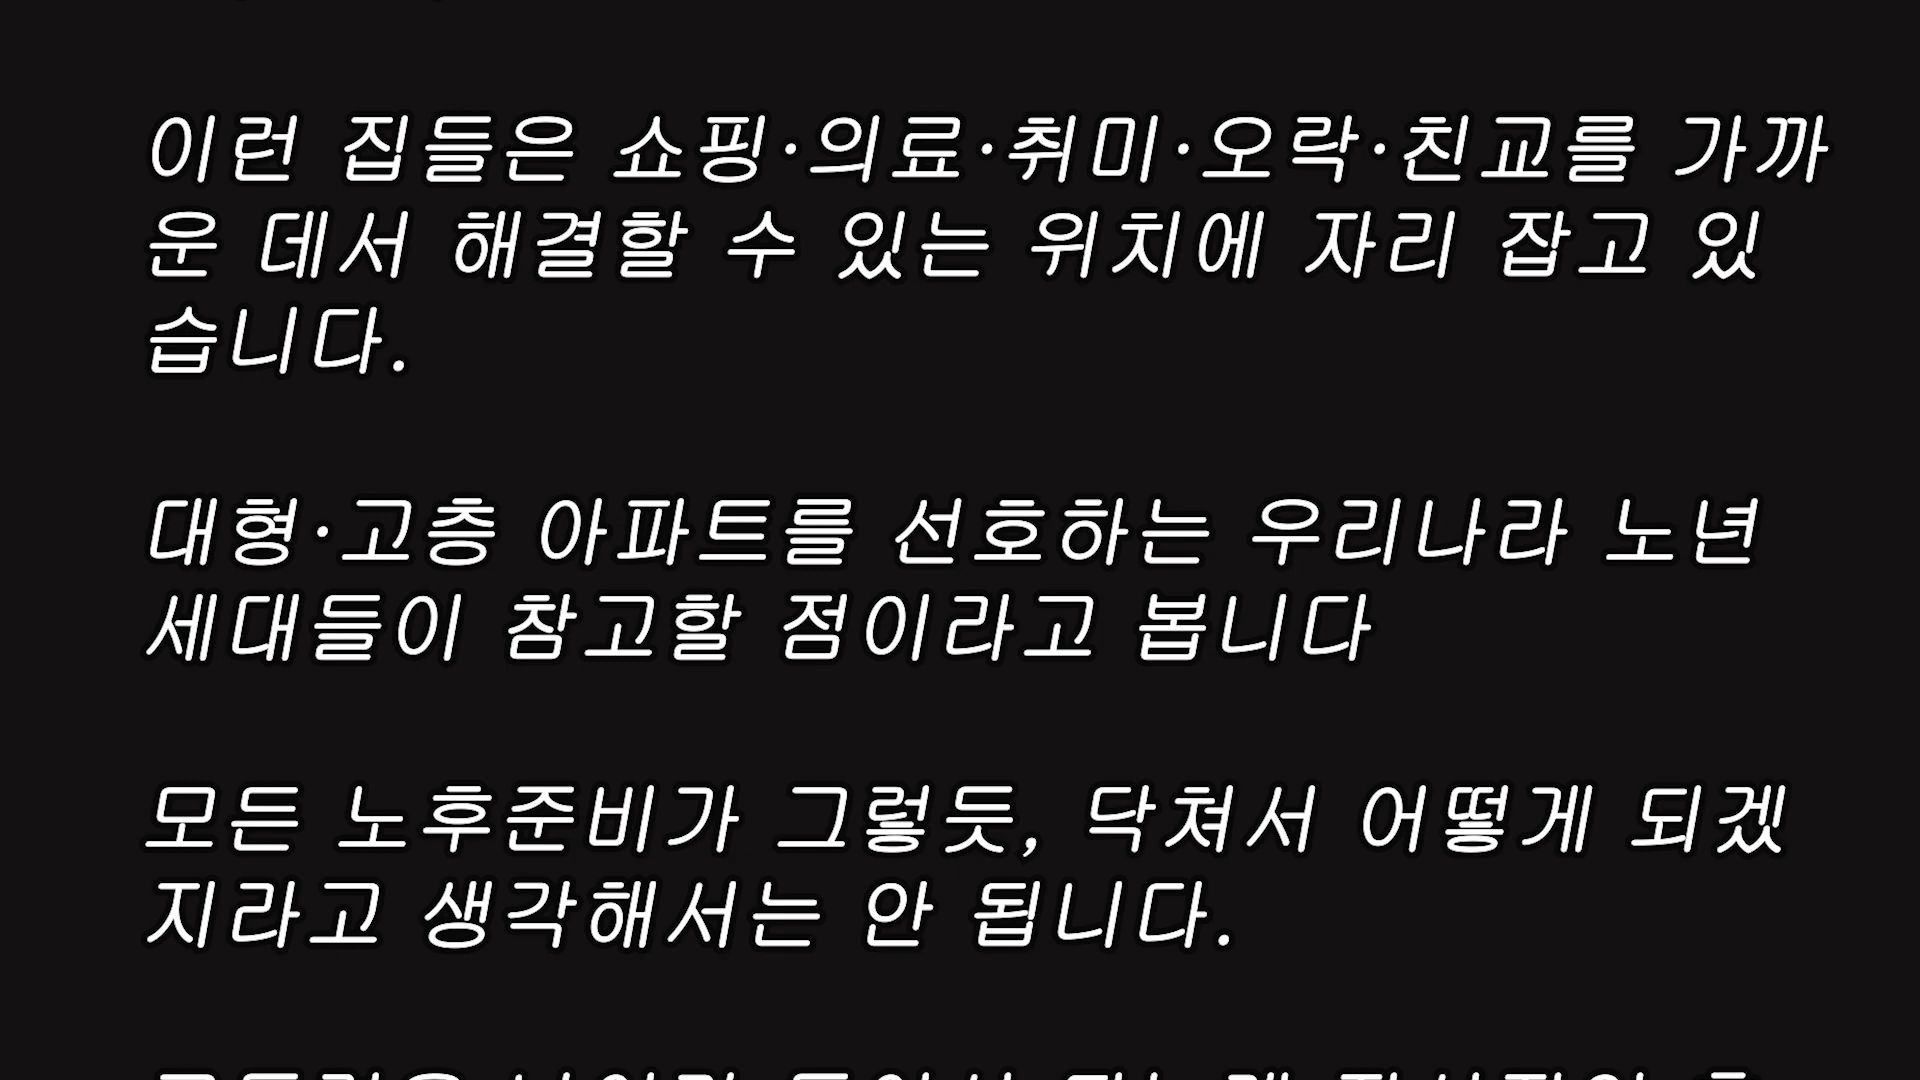 이런 집들은 쇼핑·의료·취미·오락·친교를 가까
운 데서 해결할 수 있는 위치에 자리 잡고 있
습니다.
대형·고층 아파트를 선호하는 우리나라 노년
세대들이 참고할 점이라고 봅니다
모든 노후준비가 그렇듯, 닥쳐서 어떻게 되겠
지라고 생각해서는 안 됩니다.